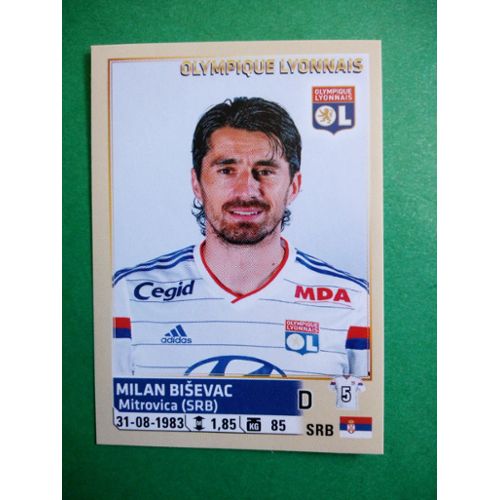 OLYMPIQUE LYONNAIS
OLYMPIQUE
LYONNAIS
OL
Cegid
MDA
adidas
OLYMPIQUE
LYONNAIS
OL
MILAN BIŠEVAC
Mitrovica (SRB)
D
5
31-08-1983 1,85 KG 85
SRB